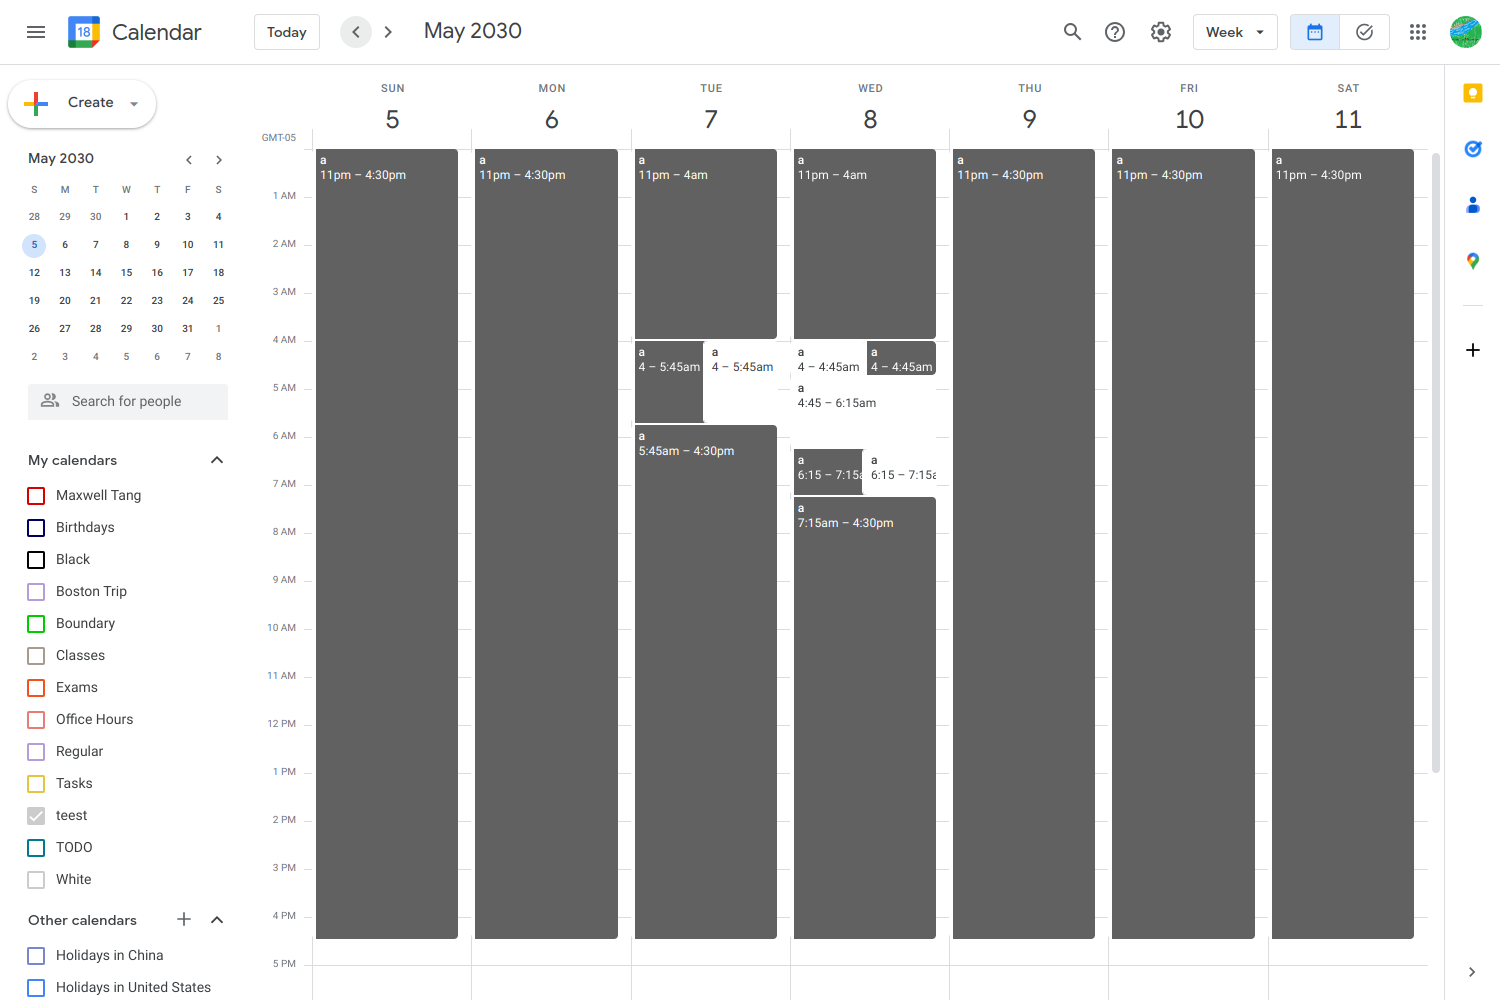 18 Calendar Today May 2030 Week
Create
May 2030
S M T W T F S
28 29 30 1 2 3 4
5 6 7 8 9 10 11
12 13 14 15 16 17 18
19 20 21 22 23 24 25
26 27 28 29 30 31 1
2 3 4 5 6 7 8
Search for people
My calendars
Maxwell Tang
Birthdays
Black
Boston Trip
Boundary
Classes
Exams
Office Hours
Regular
Tasks
teest
TODO
White
Other calendars
Holidays in China
Holidays in United States
SUN MON TUE WED THU FRI SAT
5 6 7 8 9 10 11
GMT-05
1 AM
2 AM
3 AM
4 AM
5 AM
6 AM
7 AM
8 AM
9 AM
10 AM
11 AM
12 PM
1 PM
2 PM
3 PM
4 PM
5 PM
a
11pm – 4:30pm
a
11pm – 4:30pm
a
11pm – 4am
a
4 – 5:45am
a
4 – 5:45am
a
5:45am – 4:30pm
a
11pm – 4am
a
4 – 4:45am
a
4 – 4:45am
a
4:45 – 6:15am
a
6:15 – 7:15a
a
6:15 – 7:15a
a
7:15am – 4:30pm
a
11pm – 4:30pm
a
11pm – 4:30pm
a
11pm – 4:30pm